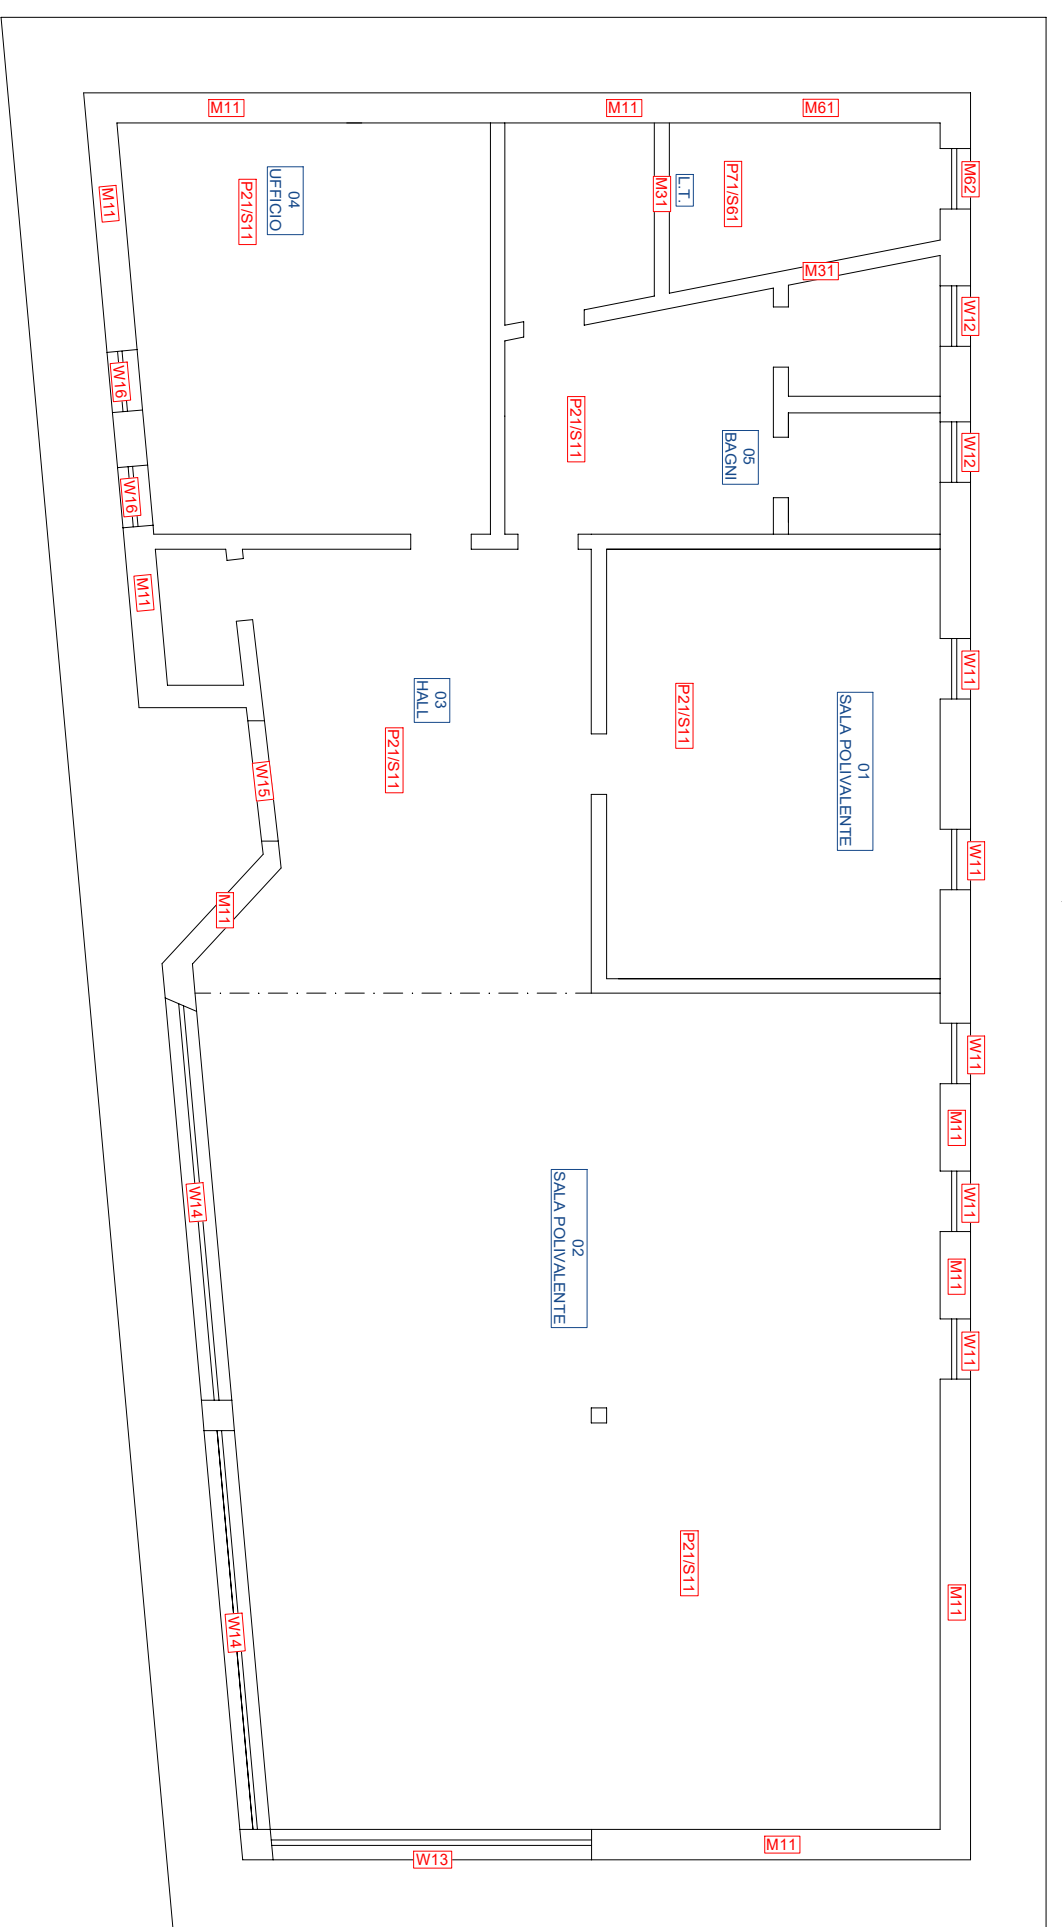 M11
M11
M61
M62
M11
04
UFFICIO
P21/S11
M31
L.T.
P71/S61
M31
W12
W16
W12
P21/S11
05
BAGNI
W16
M11
03
HALL
P21/S11
P21/S11
01
SALA POLIVALENTE
W11
W15
W11
M11
W11
M11
W14
W11
02
SALA POLIVALENTE
M11
W11
P21/S11
M11
W14
M11
W13